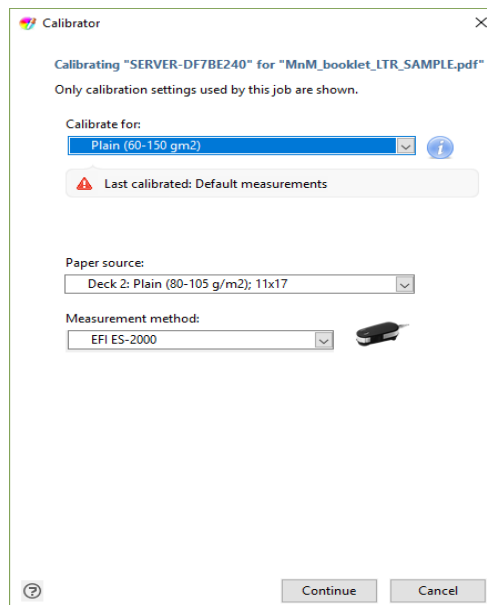 Calibrator
Calibrating "SERVER-DF7BE240" for "MnM_booklet_LTR_SAMPLE.pdf"
Only calibration settings used by this job are shown.
Calibrate for:
Plain (60-150 gm2)
Last calibrated: Default measurements
Paper source:
Deck 2: Plain (80-105 g/m2); 11x17
Measurement method:
EFI ES-2000
Continue
Cancel